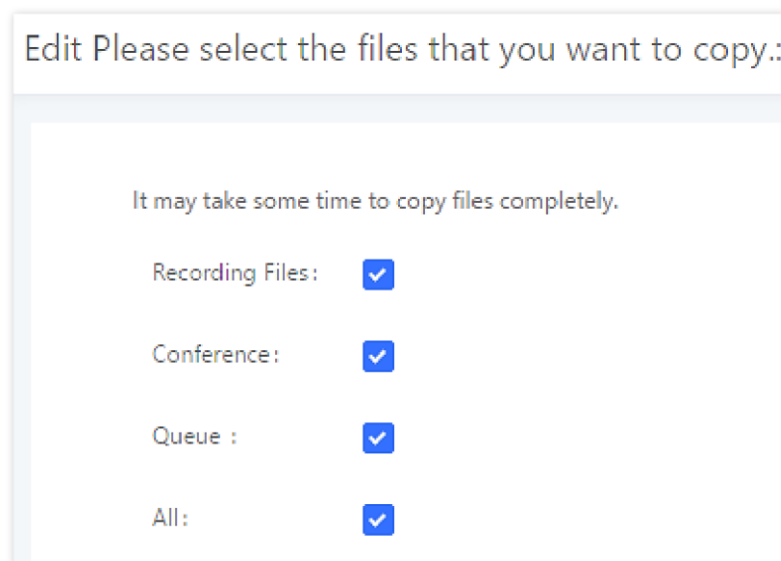 Edit Please select the files that you want to copy.:
It may take some time to copy files completely.
Recording Files:
Conference:
Queue :
All: